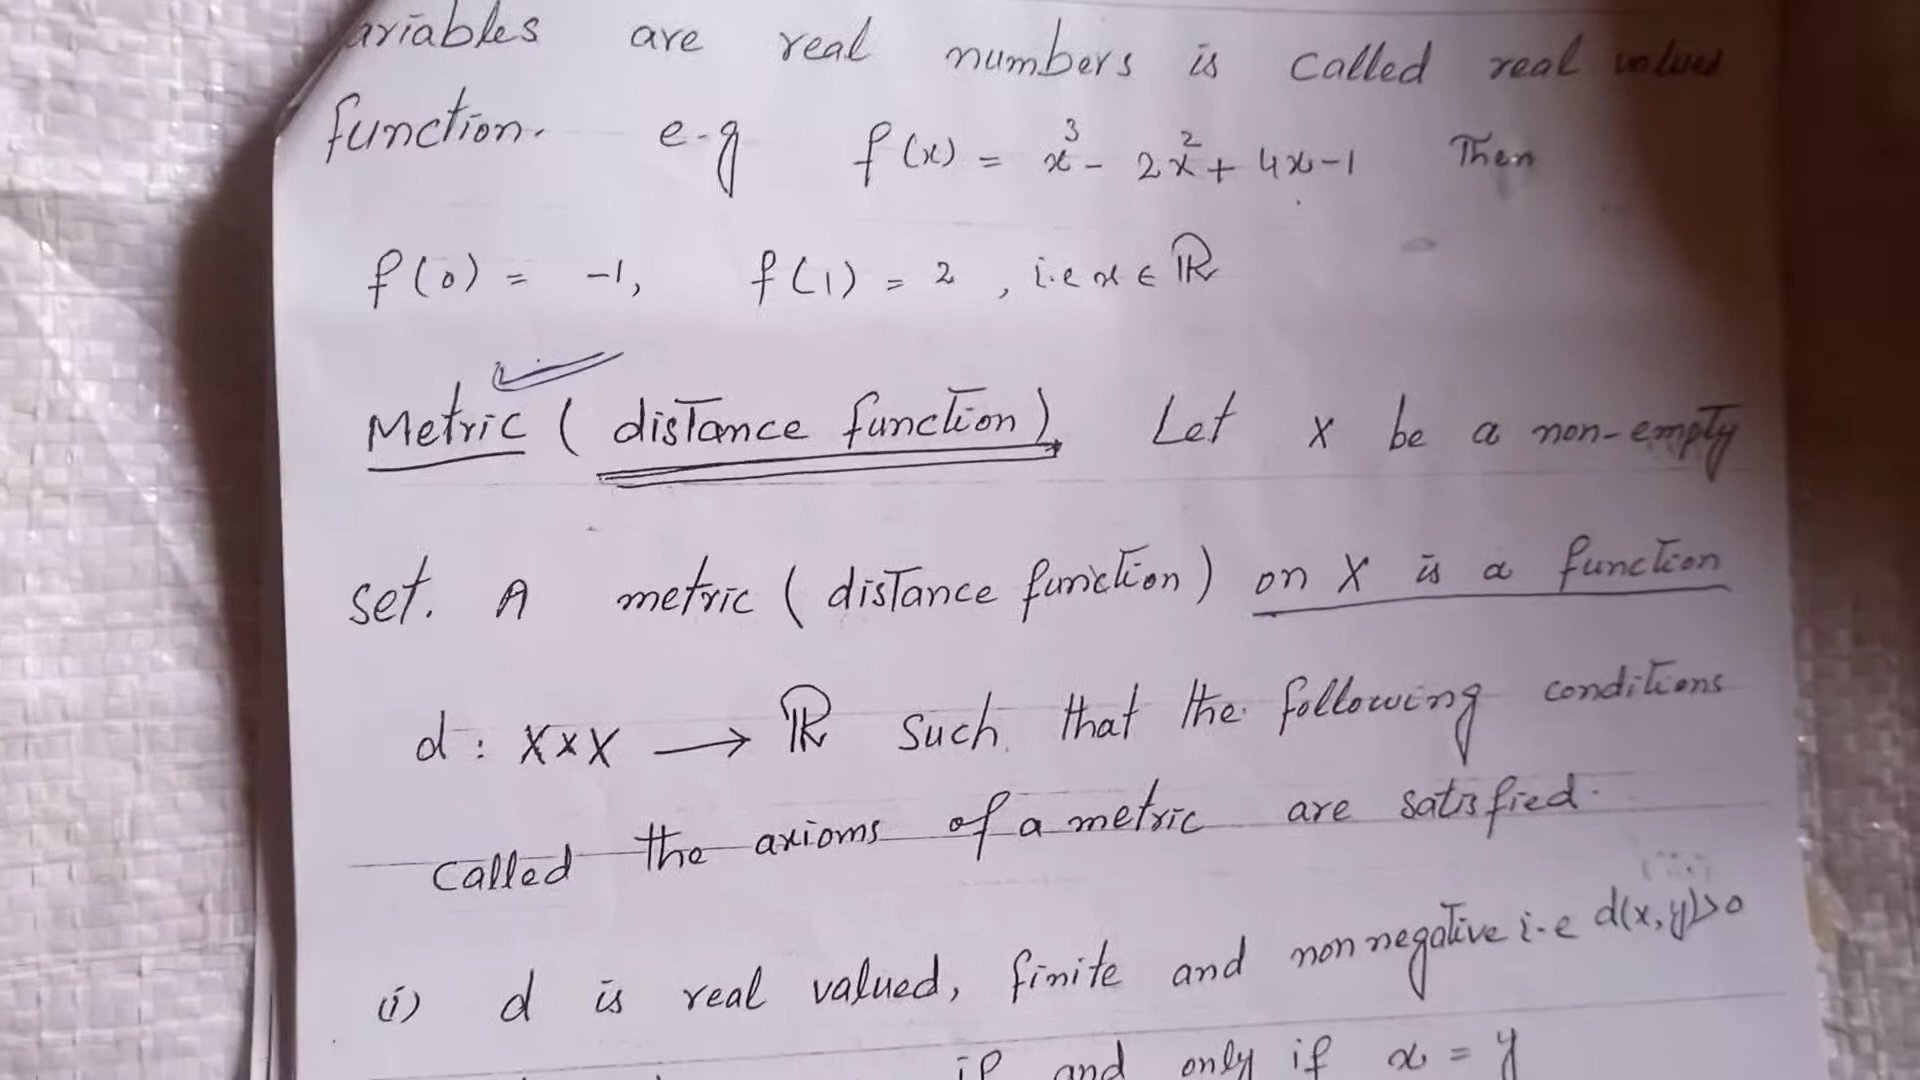 ariables are real numbers is called real valued
function. e-g f(x) = x³ - 2x² + 4x-1 Then
f(0) = -1, f(1) = 2 , i.e x ∈ ℝ
Metric ( distance function) Let X be a non-empty
set. A metric ( distance function) on X is a function
d : X×X ⟶ ℝ such that the following conditions
called the axioms of a metric are satisfied.
(i) d is real valued, finite and non negative i-e d(x,y)>0
if and only if x = y